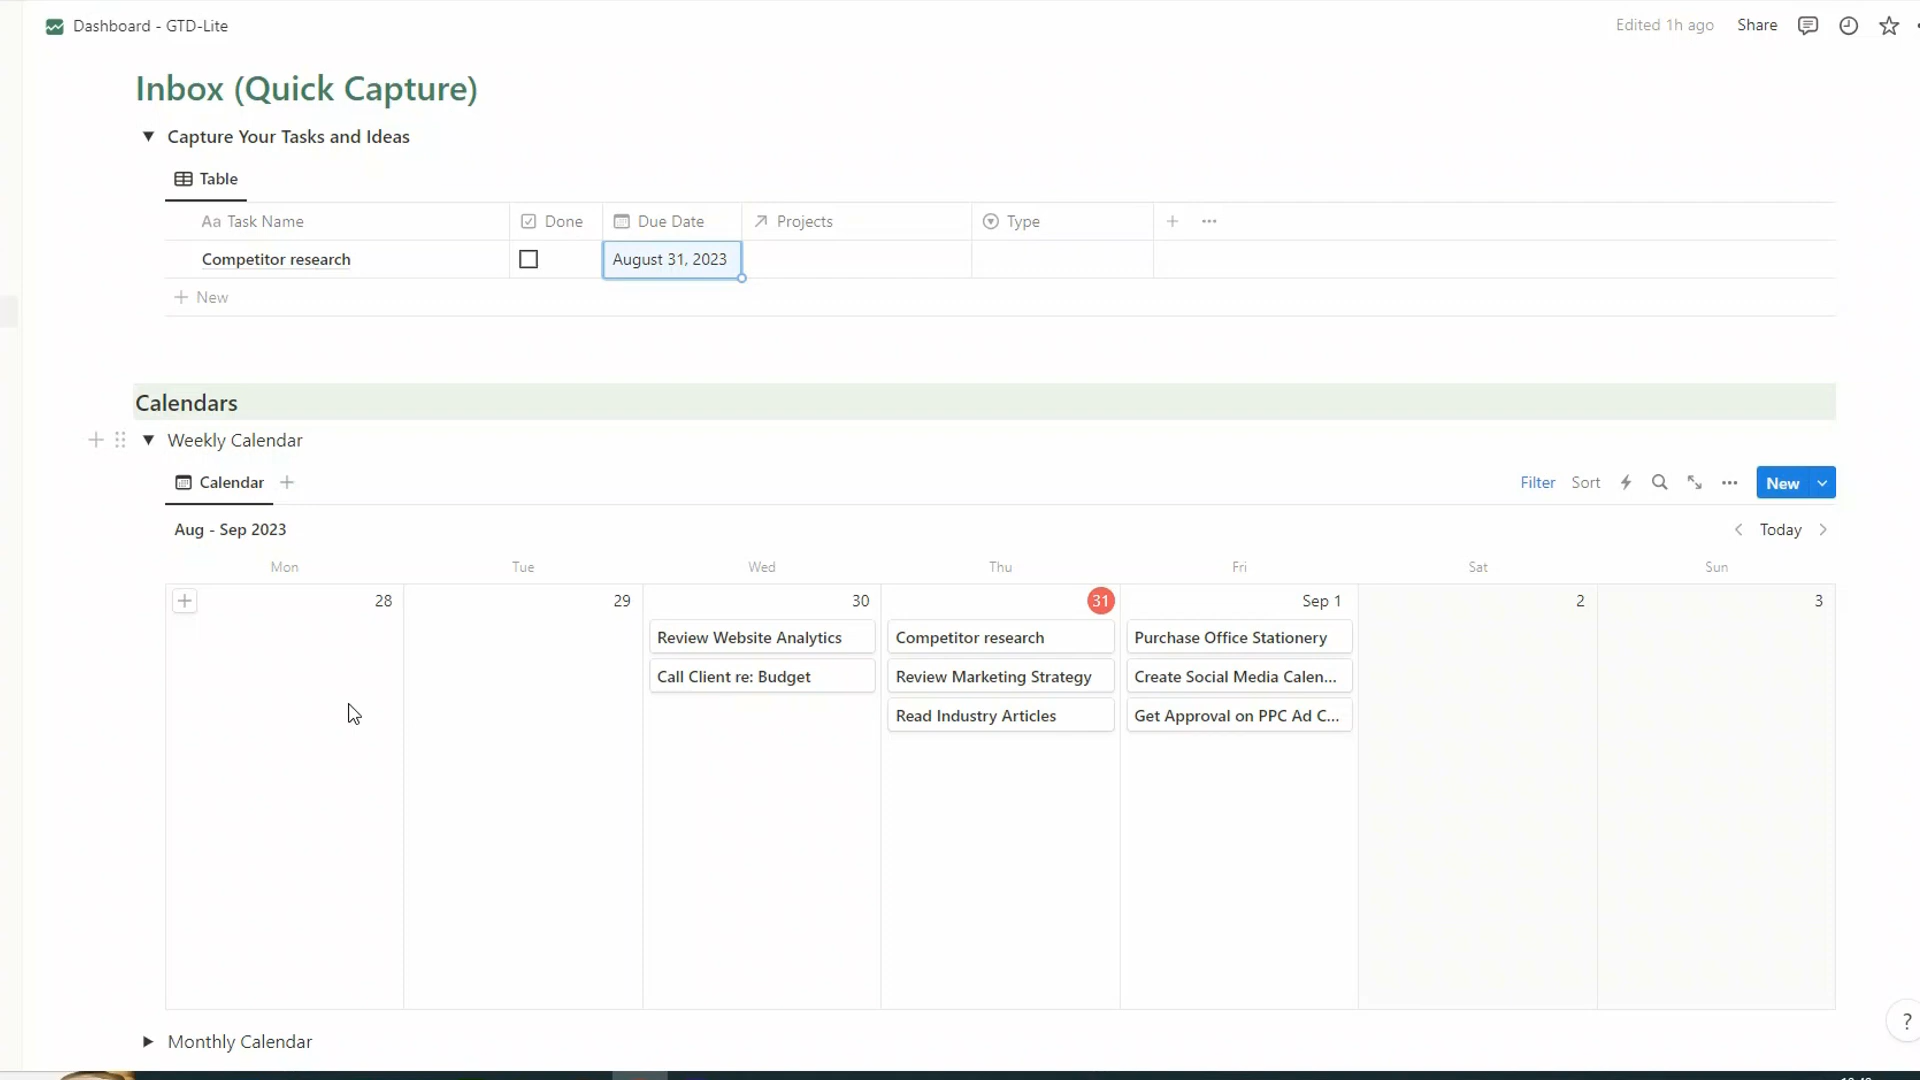 Dashboard - GTD-Lite
Edited 1h ago Share
Inbox (Quick Capture)
Capture Your Tasks and Ideas
Table
Aa Task Name Done Due Date Projects Type
Competitor research August 31, 2023
New
Calendars
Weekly Calendar
Calendar
Filter Sort New
Aug - Sep 2023 Today
Mon Tue Wed Thu Fri Sat Sun
28 29 30 31 Sep 1 2 3
Review Website Analytics Competitor research Purchase Office Stationery
Call Client re: Budget Review Marketing Strategy Create Social Media Calen...
Read Industry Articles Get Approval on PPC Ad C...
?
Monthly Calendar